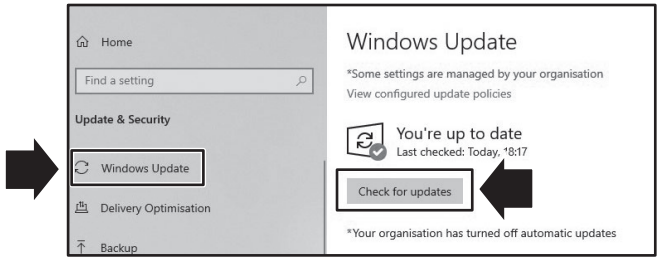 Home
Find a setting
Update & Security
Windows Update
Delivery Optimisation
Backup
Windows Update
*Some settings are managed by your organisation
View configured update policies
You're up to date
Last checked: Today, 18:17
Check for updates
*Your organisation has turned off automatic updates